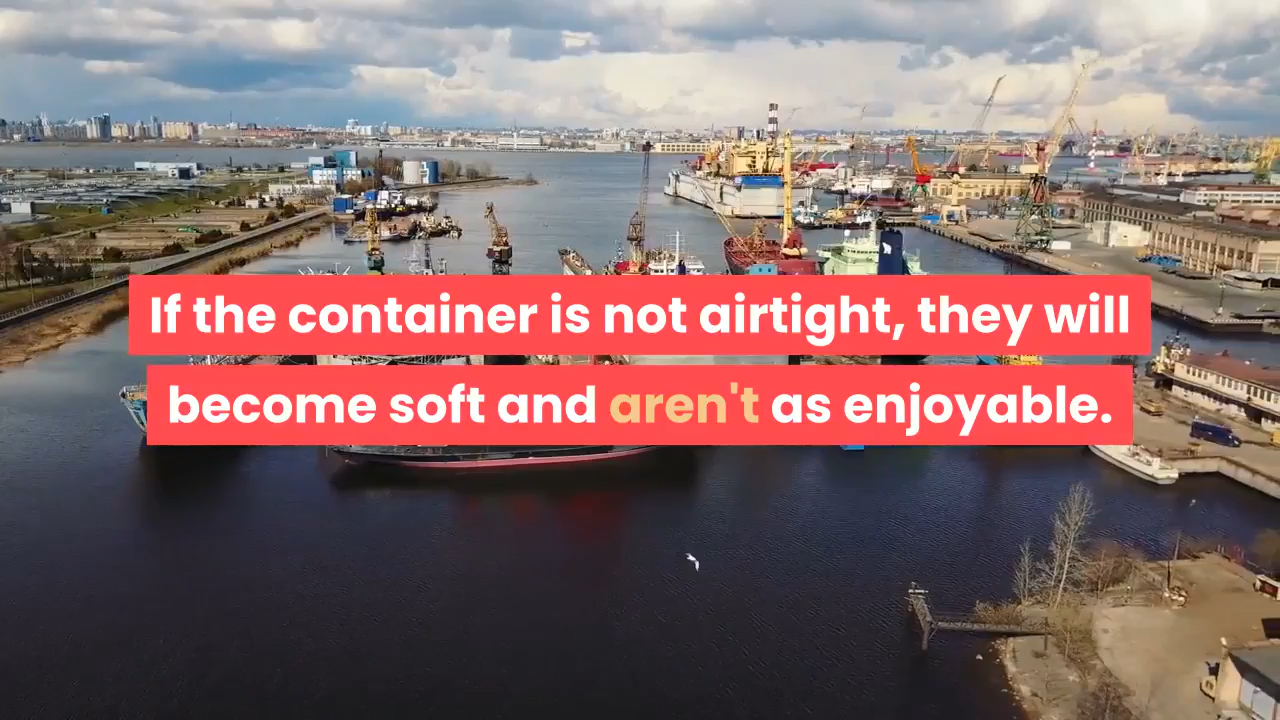 If the container is not airtight, they will
become soft and aren't as enjoyable.